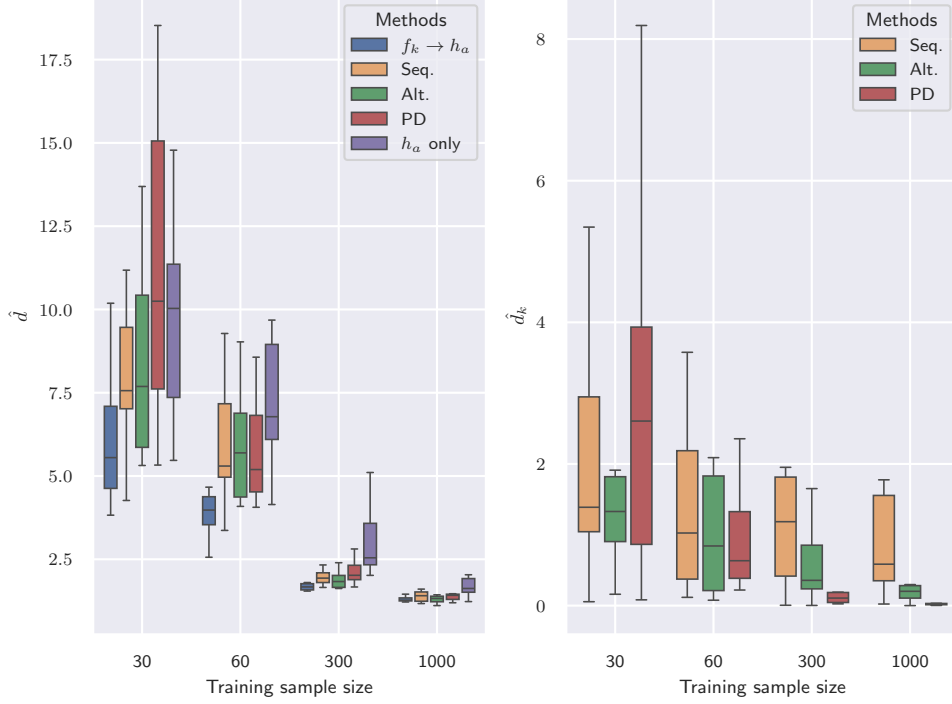 Methods
f_k → h_a
Seq.
Alt.
PD
h_a only
17.5
15.0
12.5
10.0
7.5
5.0
2.5
d̂
30 60 300 1000
Training sample size
Methods
Seq.
Alt.
PD
8
6
4
2
0
d̂_k
30 60 300 1000
Training sample size